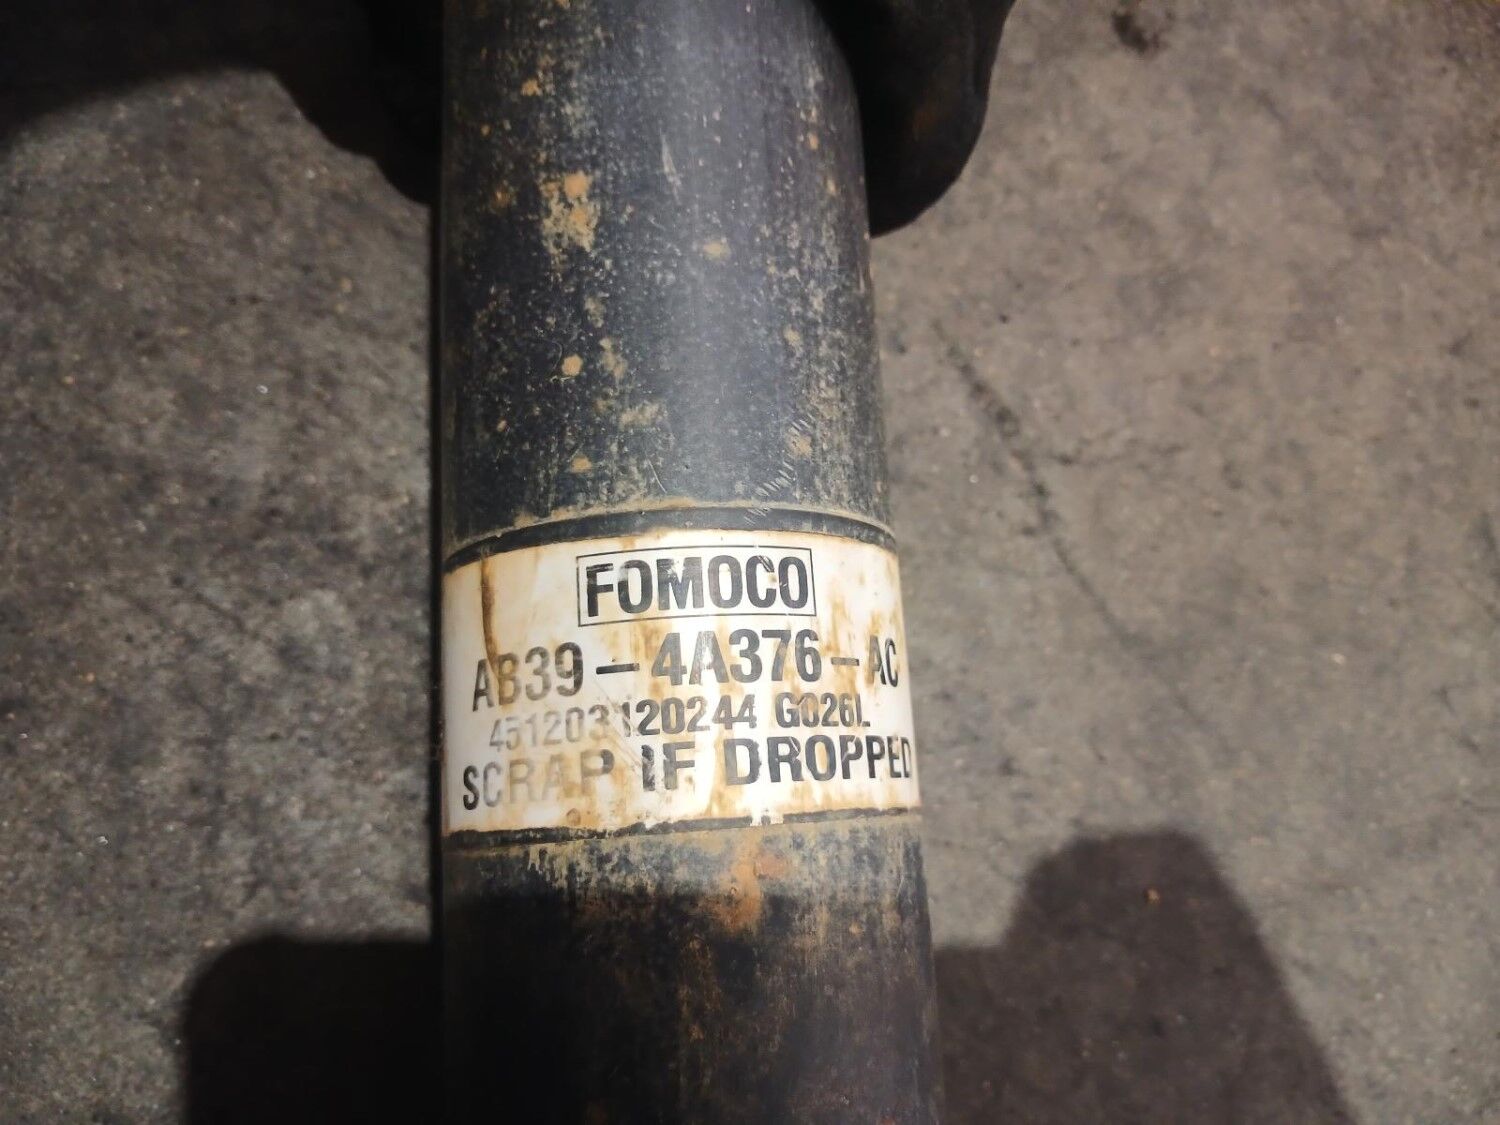 FOMOCO
AB39-4A376-AC
451203120244 G026L
SCRAP IF DROPPED